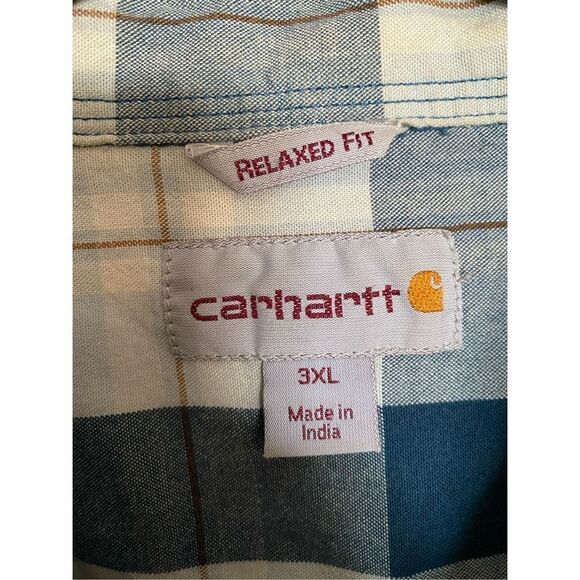 RELAXED FIT
carhartt
3XL
Made in
India